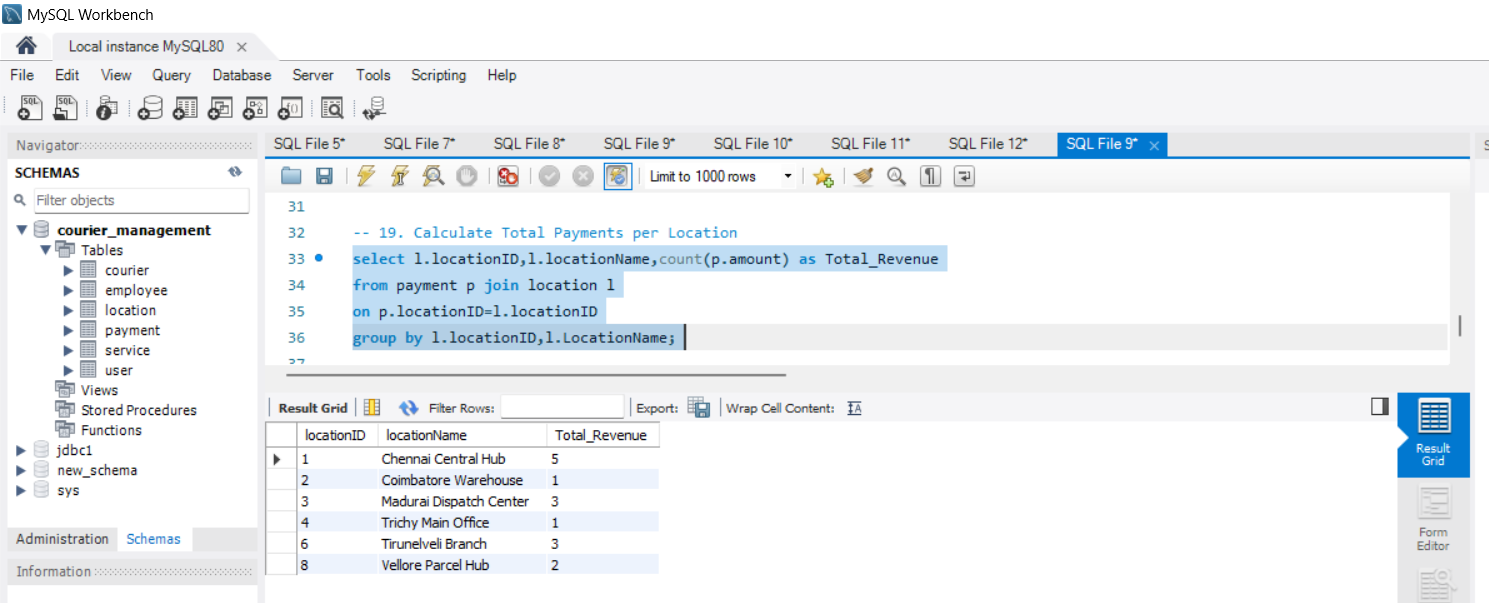 MySQL Workbench
Local instance MySQL80
File Edit View Query Database Server Tools Scripting Help
Navigator
SCHEMAS
Filter objects
courier_management
Tables
courier
employee
location
payment
service
user
Views
Stored Procedures
Functions
jdbc1
new_schema
sys
Administration Schemas
Information
SQL File 5* SQL File 7* SQL File 8* SQL File 9* SQL File 10* SQL File 11* SQL File 12* SQL File 9*
Limit to 1000 rows
31
32 -- 19. Calculate Total Payments per Location
33 select l.locationID,l.locationName,count(p.amount) as Total_Revenue
34 from payment p join location l
35 on p.locationID=l.locationID
36 group by l.locationID,l.LocationName;
37
Result Grid Filter Rows: Export: Wrap Cell Content:
locationID locationName Total_Revenue
1 Chennai Central Hub 5
2 Coimbatore Warehouse 1
3 Madurai Dispatch Center 3
4 Trichy Main Office 1
6 Tirunelveli Branch 3
8 Vellore Parcel Hub 2
Result
Grid
Form
Editor